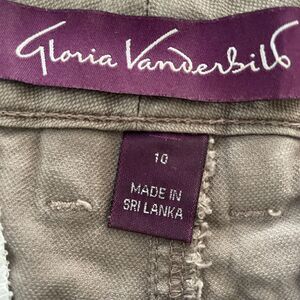 Gloria Vanderbilt
10
MADE IN
SRI LANKA